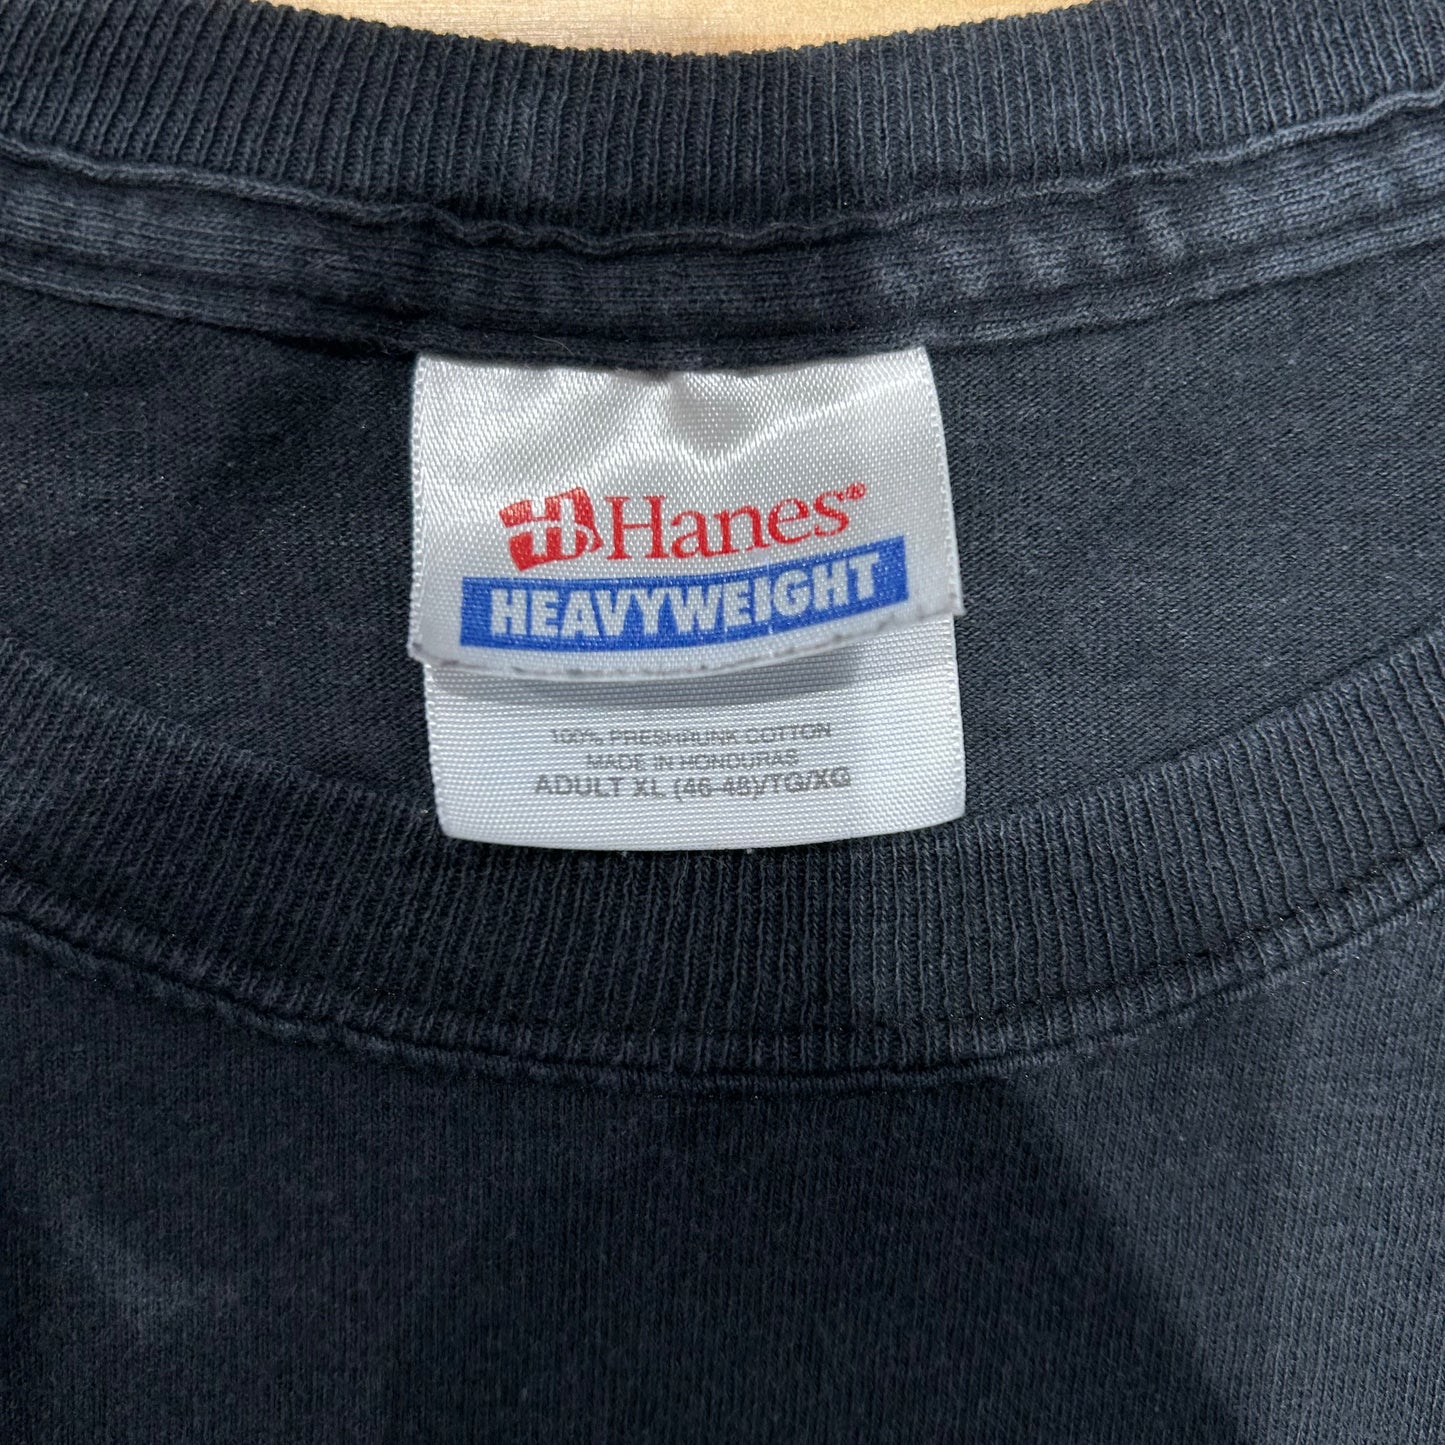 Hanes®
HEAVYWEIGHT
100% PRESHRUNK COTTON
MADE IN HONDURAS
ADULT XL (46-48)/TG/XG